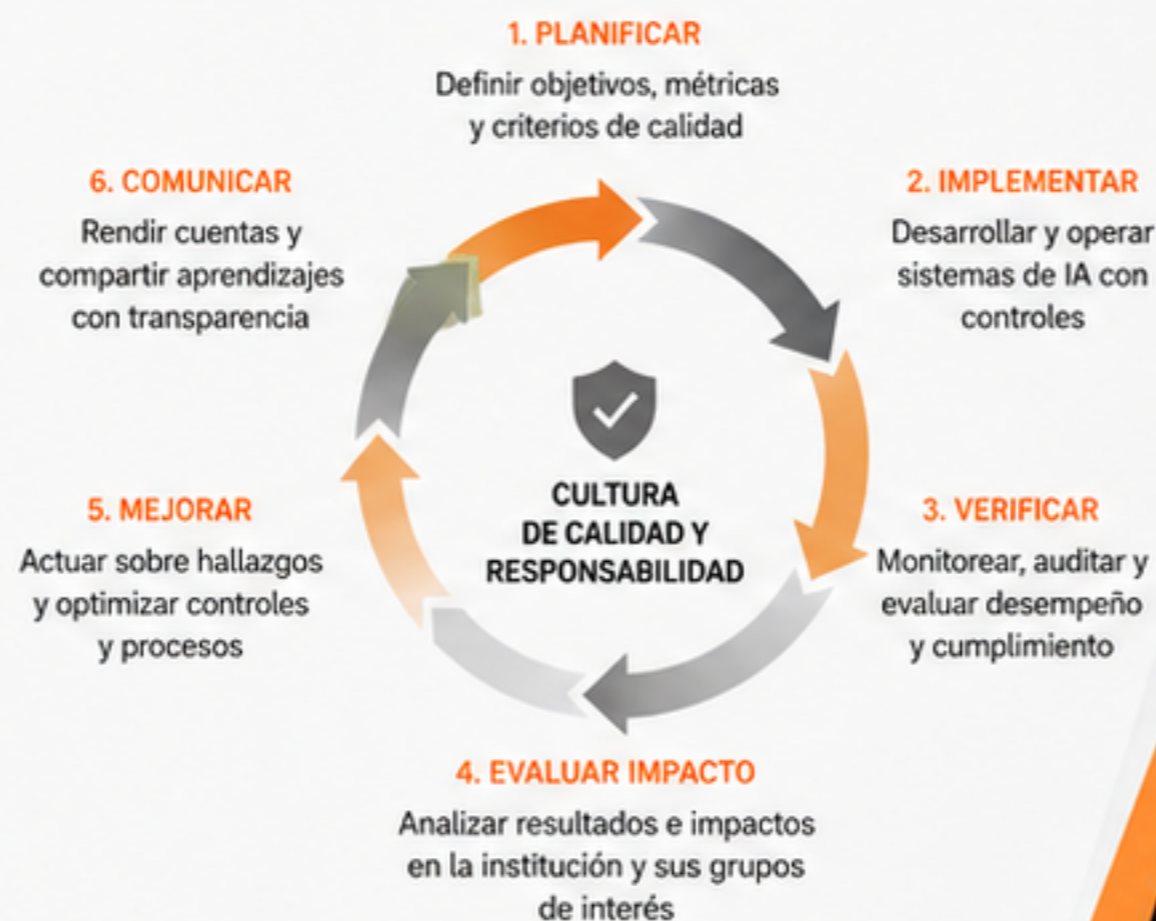 1. PLANIFICAR
Definir objetivos, métricas
y criterios de calidad
2. IMPLEMENTAR
Desarrollar y operar
sistemas de IA con
controles
3. VERIFICAR
Monitorear, auditar y
evaluar desempeño
y cumplimiento
4. EVALUAR IMPACTO
Analizar resultados e impactos
en la institución y sus grupos
de interés
5. MEJORAR
Actuar sobre hallazgos
y optimizar controles
y procesos
6. COMUNICAR
Rendir cuentas y
compartir aprendizajes
con transparencia
CULTURA
DE CALIDAD Y
RESPONSABILIDAD